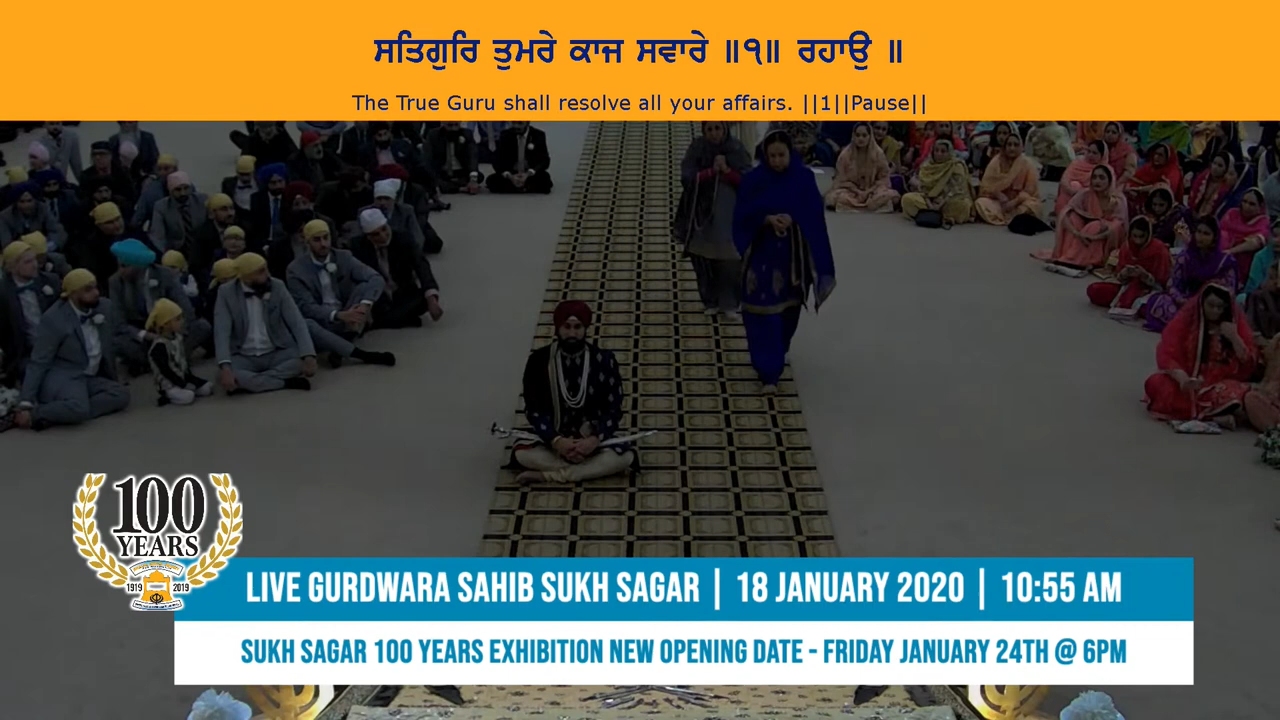 ਸਤਿਗੁਰਿ ਤੁਮਰੇ ਕਾਜ ਸਵਾਰੇ ॥੧॥ ਰਹਾਉ ॥
The True Guru shall resolve all your affairs. ||1||Pause||
100
YEARS
1919 2019
LIVE GURDWARA SAHIB SUKH SAGAR | 18 JANUARY 2020 | 10:55 AM
SUKH SAGAR 100 YEARS EXHIBITION NEW OPENING DATE - FRIDAY JANUARY 24TH @ 6PM